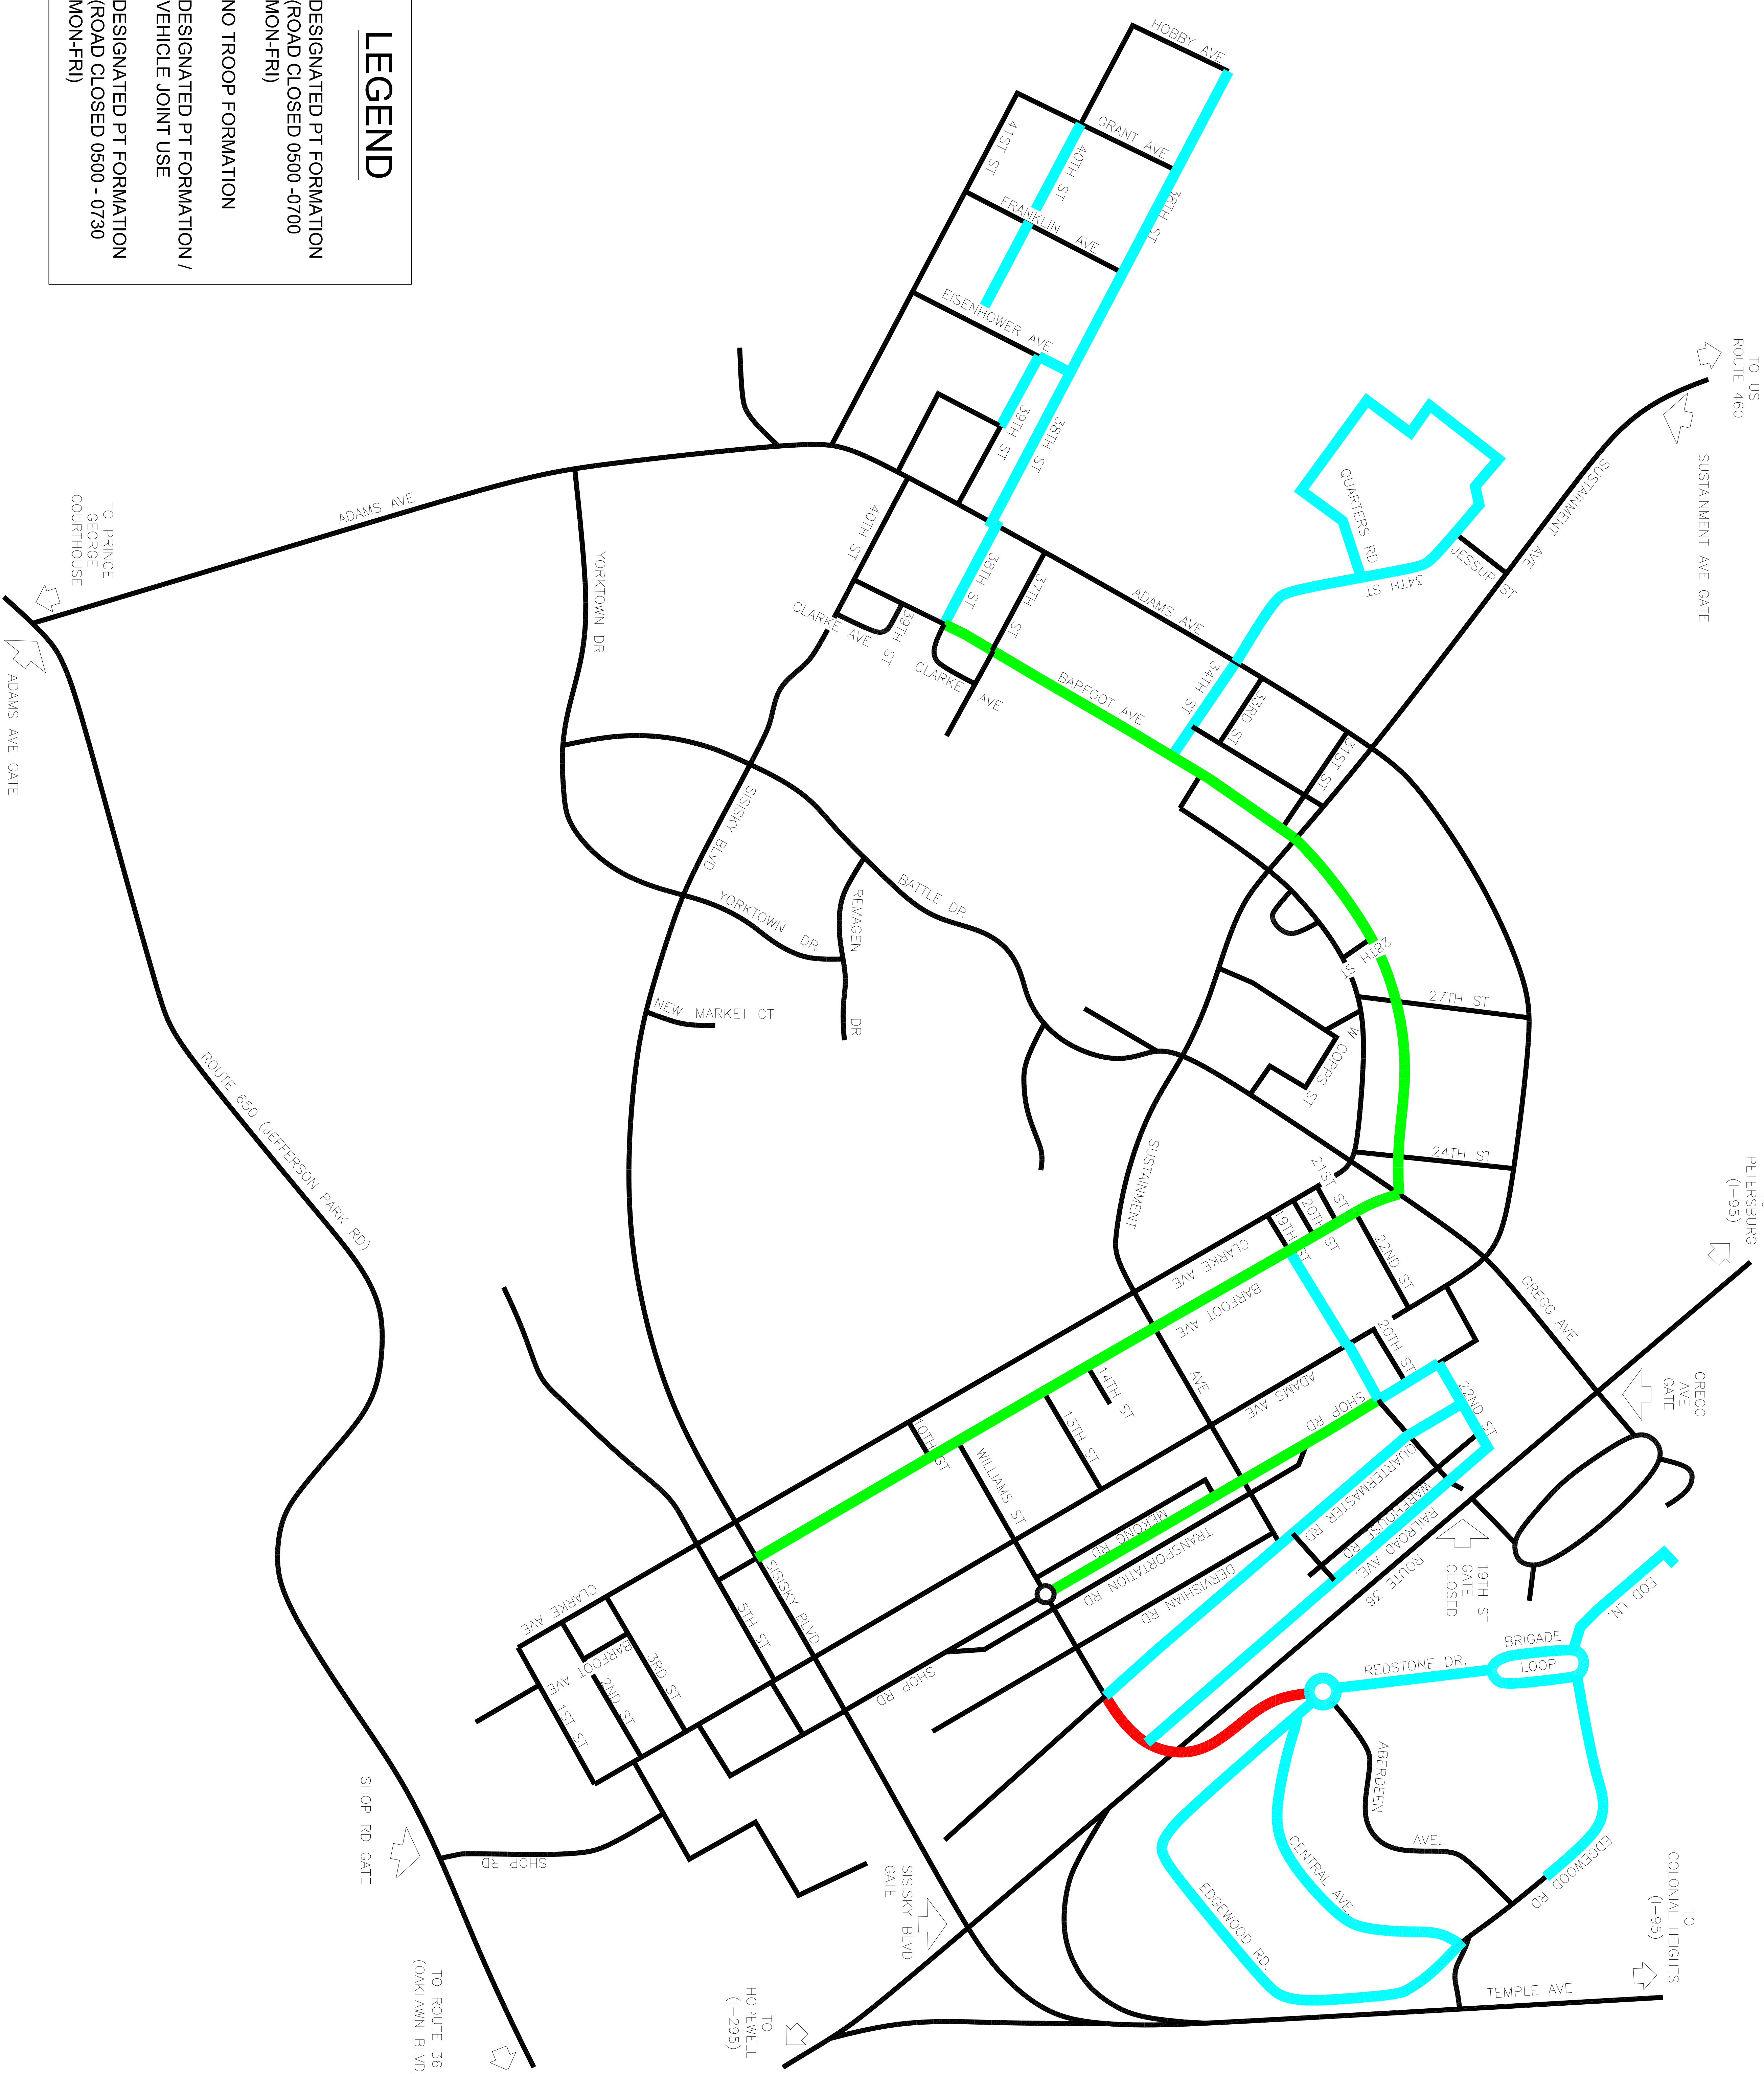 LEGEND
DESIGNATED PT FORMATION
(ROAD CLOSED 0500 -0700
MON-FRI)
NO TROOP FORMATION
DESIGNATED PT FORMATION /
VEHICLE JOINT USE
DESIGNATED PT FORMATION
(ROAD CLOSED 0500 - 0730
MON-FRI)
HOBBY AVE
GRANT AVE
41ST ST
40TH ST
38TH ST
FRANKLIN AVE
EISENHOWER AVE
39TH ST
38TH ST
40TH ST
38TH ST
37TH ST
CLARKE AVE
39TH ST
CLARKE AVE
ADAMS AVE
TO US
ROUTE 460
SUSTAINMENT AVE GATE
SUSTAINMENT AVE
QUARTERS RD
JESSUP ST
34TH ST
ADAMS AVE
34TH ST
33RD ST
31ST ST
BARFOOT AVE
TO PRINCE
GEORGE
COURTHOUSE
ADAMS AVE GATE
YORKTOWN DR
SISISKY BLVD
YORKTOWN DR
REMAGEN DR
BATTLE DR
NEW MARKET CT
28TH ST
27TH ST
W CORPS ST
24TH ST
SUSTAINMENT AVE
21ST ST
20TH ST
19TH ST
22ND ST
CLARKE AVE
BARFOOT AVE
PETERSBURG
(I-95)
GREGG AVE
GREGG
AVE
GATE
20TH ST
22ND ST
ADAMS AVE
SHOP RD
14TH ST
13TH ST
10TH ST
WILLIAMS ST
QUARTERMASTER RD
WAREHOUSE RD
RAILROAD AVE.
ROUTE 36
MEKONG RD
TRANSPORTATION RD
DERVISHIAN RD
19TH ST
GATE
CLOSED
EOD LN.
BRIGADE
LOOP
REDSTONE DR.
ABERDEEN AVE.
EDGEWOOD RD
CENTRAL AVE.
EDGEWOOD RD.
TO
COLONIAL HEIGHTS
(I-95)
TEMPLE AVE
ROUTE 650 (JEFFERSON PARK RD)
SISISKY BLVD
5TH ST
CLARKE AVE
BARFOOT AVE
3RD ST
2ND ST
1ST ST
SHOP RD
SHOP RD
SHOP RD GATE
SISISKY BLVD
GATE
TO
HOPEWELL
(I-295)
TO ROUTE 36
(OAKLAWN BLVD